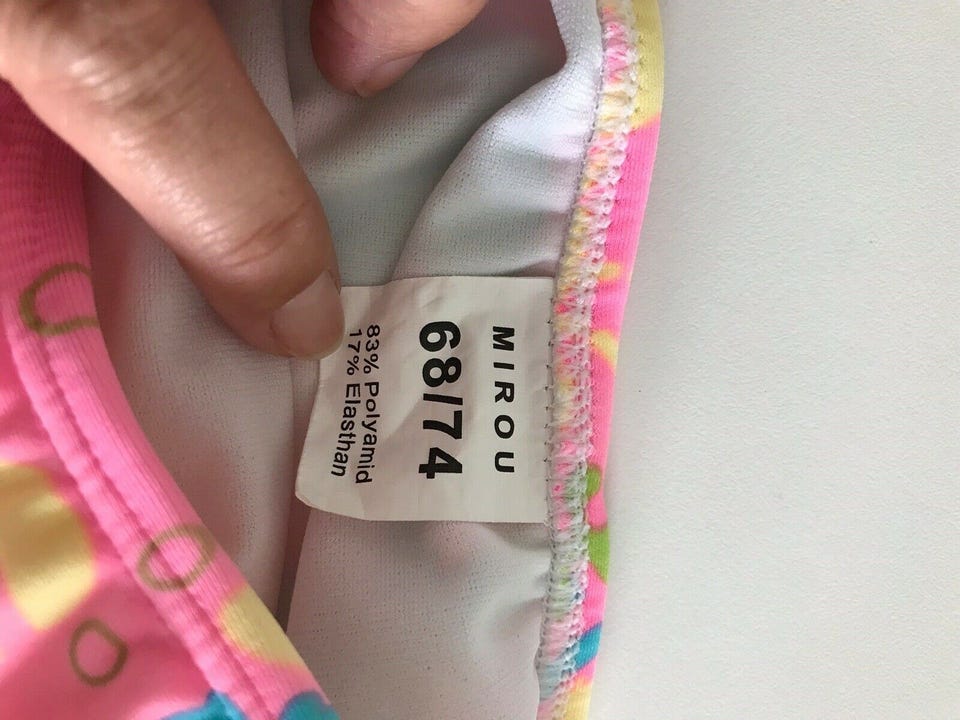 MIROU
68/74
83% Polyamid
17% Elasthan